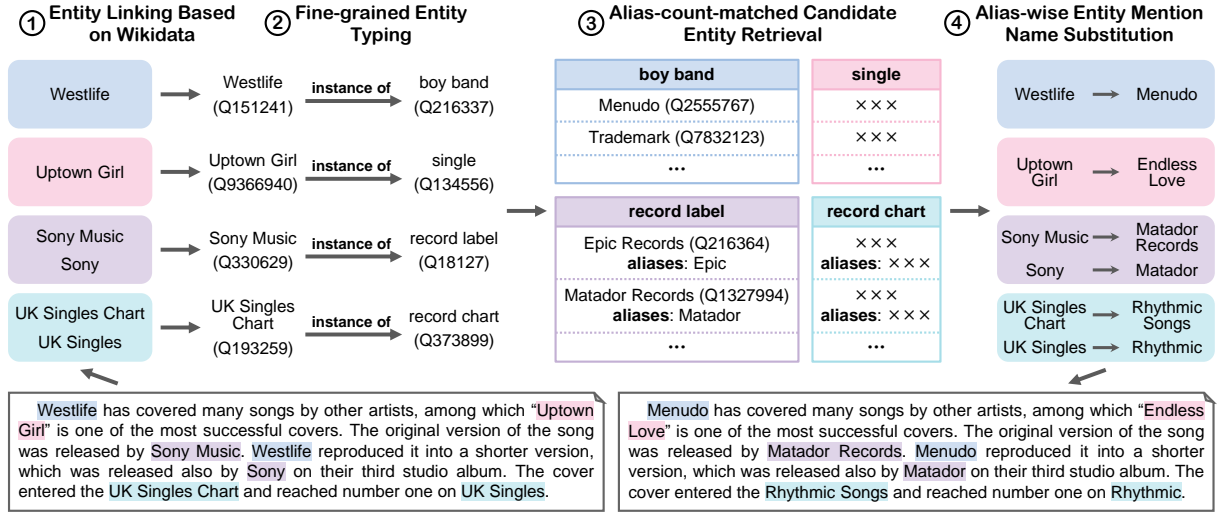 ① Entity Linking Based
on Wikidata
② Fine-grained Entity
Typing
③ Alias-count-matched Candidate
Entity Retrieval
④ Alias-wise Entity Mention
Name Substitution
Westlife
Westlife
(Q151241)
instance of
boy band
(Q216337)
Uptown Girl
Uptown Girl
(Q9366940)
instance of
single
(Q134556)
Sony Music
Sony
Sony Music
(Q330629)
instance of
record label
(Q18127)
UK Singles Chart
UK Singles
UK Singles
Chart
(Q193259)
instance of
record chart
(Q373899)
boy band
Menudo (Q2555767)
Trademark (Q7832123)
...
single
×××
×××
...
record label
Epic Records (Q216364)
aliases: Epic
Matador Records (Q1327994)
aliases: Matador
...
record chart
×××
aliases: ×××
×××
aliases: ×××
...
Westlife
Menudo
Uptown
Girl
Endless
Love
Sony Music
Matador
Records
Sony
Matador
UK Singles
Chart
Rhythmic
Songs
UK Singles
Rhythmic
Westlife has covered many songs by other artists, among which “Uptown
Girl” is one of the most successful covers. The original version of the song
was released by Sony Music. Westlife reproduced it into a shorter version,
which was released also by Sony on their third studio album. The cover
entered the UK Singles Chart and reached number one on UK Singles.
Menudo has covered many songs by other artists, among which “Endless
Love” is one of the most successful covers. The original version of the song
was released by Matador Records. Menudo reproduced it into a shorter
version, which was released also by Matador on their third studio album. The
cover entered the Rhythmic Songs and reached number one on Rhythmic.